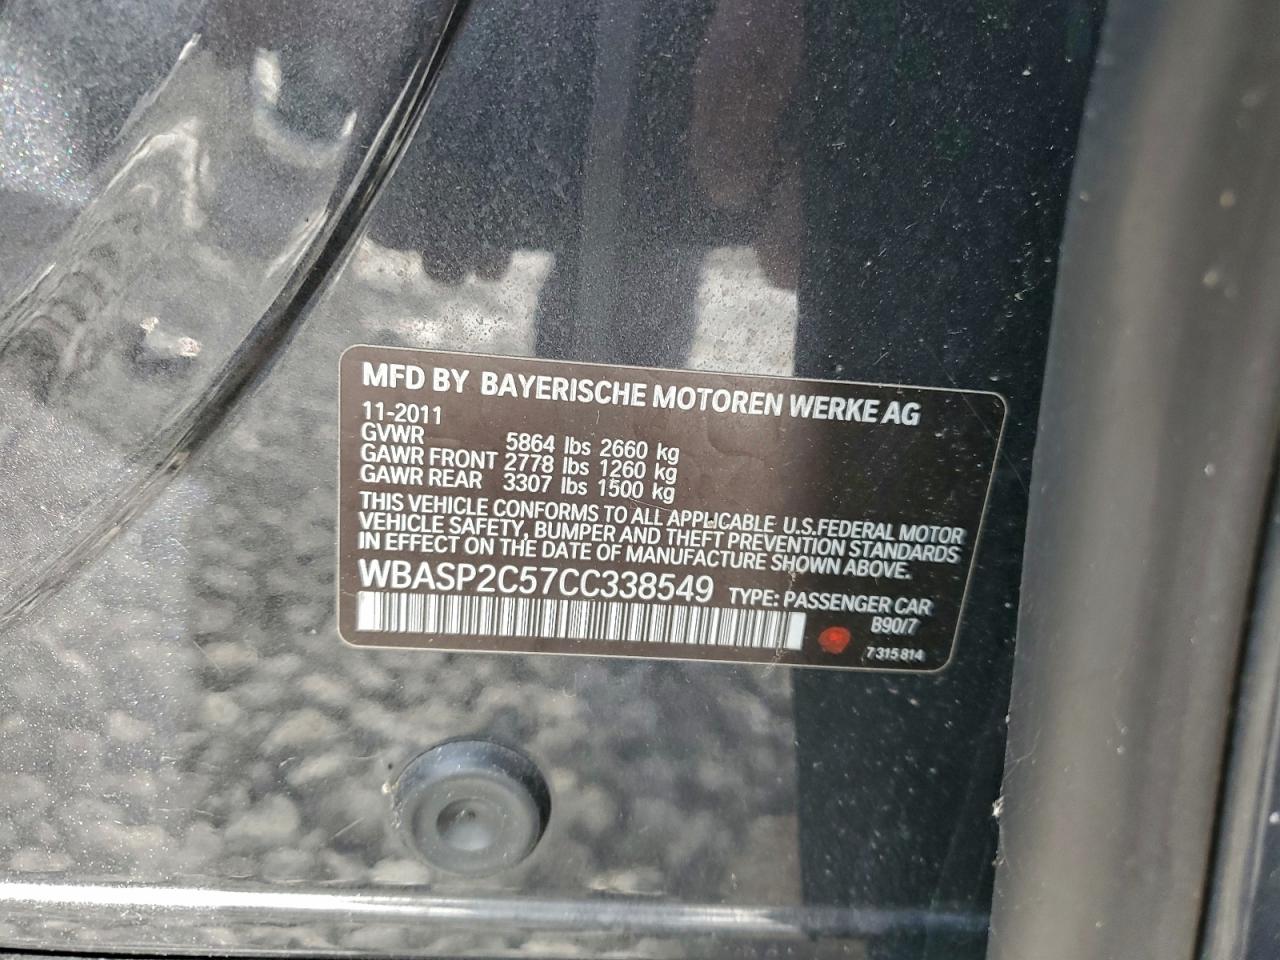 MFD BY BAYERISCHE MOTOREN WERKE AG
11-2011
GVWR 5864 lbs 2660 kg
GAWR FRONT 2778 lbs 1260 kg
GAWR REAR 3307 lbs 1500 kg
THIS VEHICLE CONFORMS TO ALL APPLICABLE U.S.FEDERAL MOTOR
VEHICLE SAFETY, BUMPER AND THEFT PREVENTION STANDARDS
IN EFFECT ON THE DATE OF MANUFACTURE SHOWN ABOVE.
WBASP2C57CC338549 TYPE: PASSENGER CAR
B90/7
7 315 814